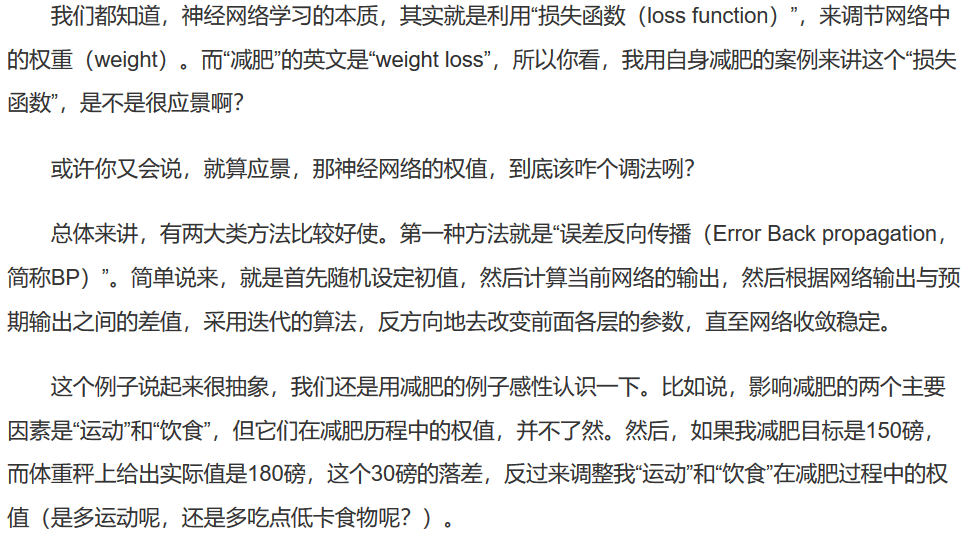 我们都知道，神经网络学习的本质，其实就是利用“损失函数（loss function）”，来调节网络中
的权重（weight）。而“减肥”的英文是“weight loss”，所以你看，我用自身减肥的案例来讲这个“损失
函数”，是不是很应景啊？
或许你又会说，就算应景，那神经网络的权值，到底该咋个调法咧？
总体来讲，有两大类方法比较好使。第一种方法就是“误差反向传播（Error Back propagation，
简称BP）”。简单说来，就是首先随机设定初值，然后计算当前网络的输出，然后根据网络输出与预
期输出之间的差值，采用迭代的算法，反方向地去改变前面各层的参数，直至网络收敛稳定。
这个例子说起来很抽象，我们还是用减肥的例子感性认识一下。比如说，影响减肥的两个主要
因素是“运动”和“饮食”，但它们在减肥历程中的权值，并不了然。然后，如果我减肥目标是150磅，
而体重秤上给出实际值是180磅，这个30磅的落差，反过来调整我“运动”和“饮食”在减肥过程中的权
值（是多运动呢，还是多吃点低卡食物呢？）。